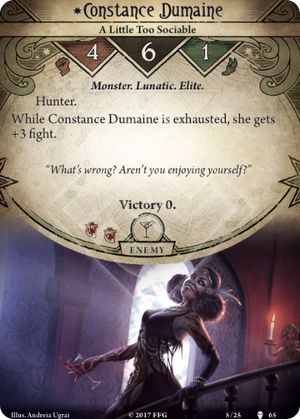 *Constance Dumaine
A Little Too Sociable
4 6 1
Monster. Lunatic. Elite.
Hunter.
While Constance Dumaine is exhausted, she gets
+3 fight.
"What's wrong? Aren't you enjoying yourself?"
Victory 0.
ENEMY
Illus. Andreia Ugrai © 2017 FFG 5/25 65